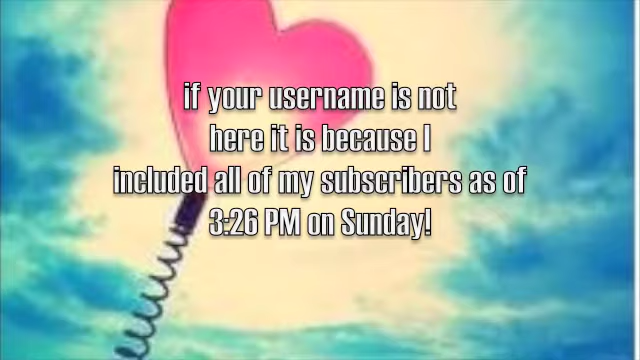 if your username is not
here it is because I
included all of my subscribers as of
3:26 PM on Sunday!